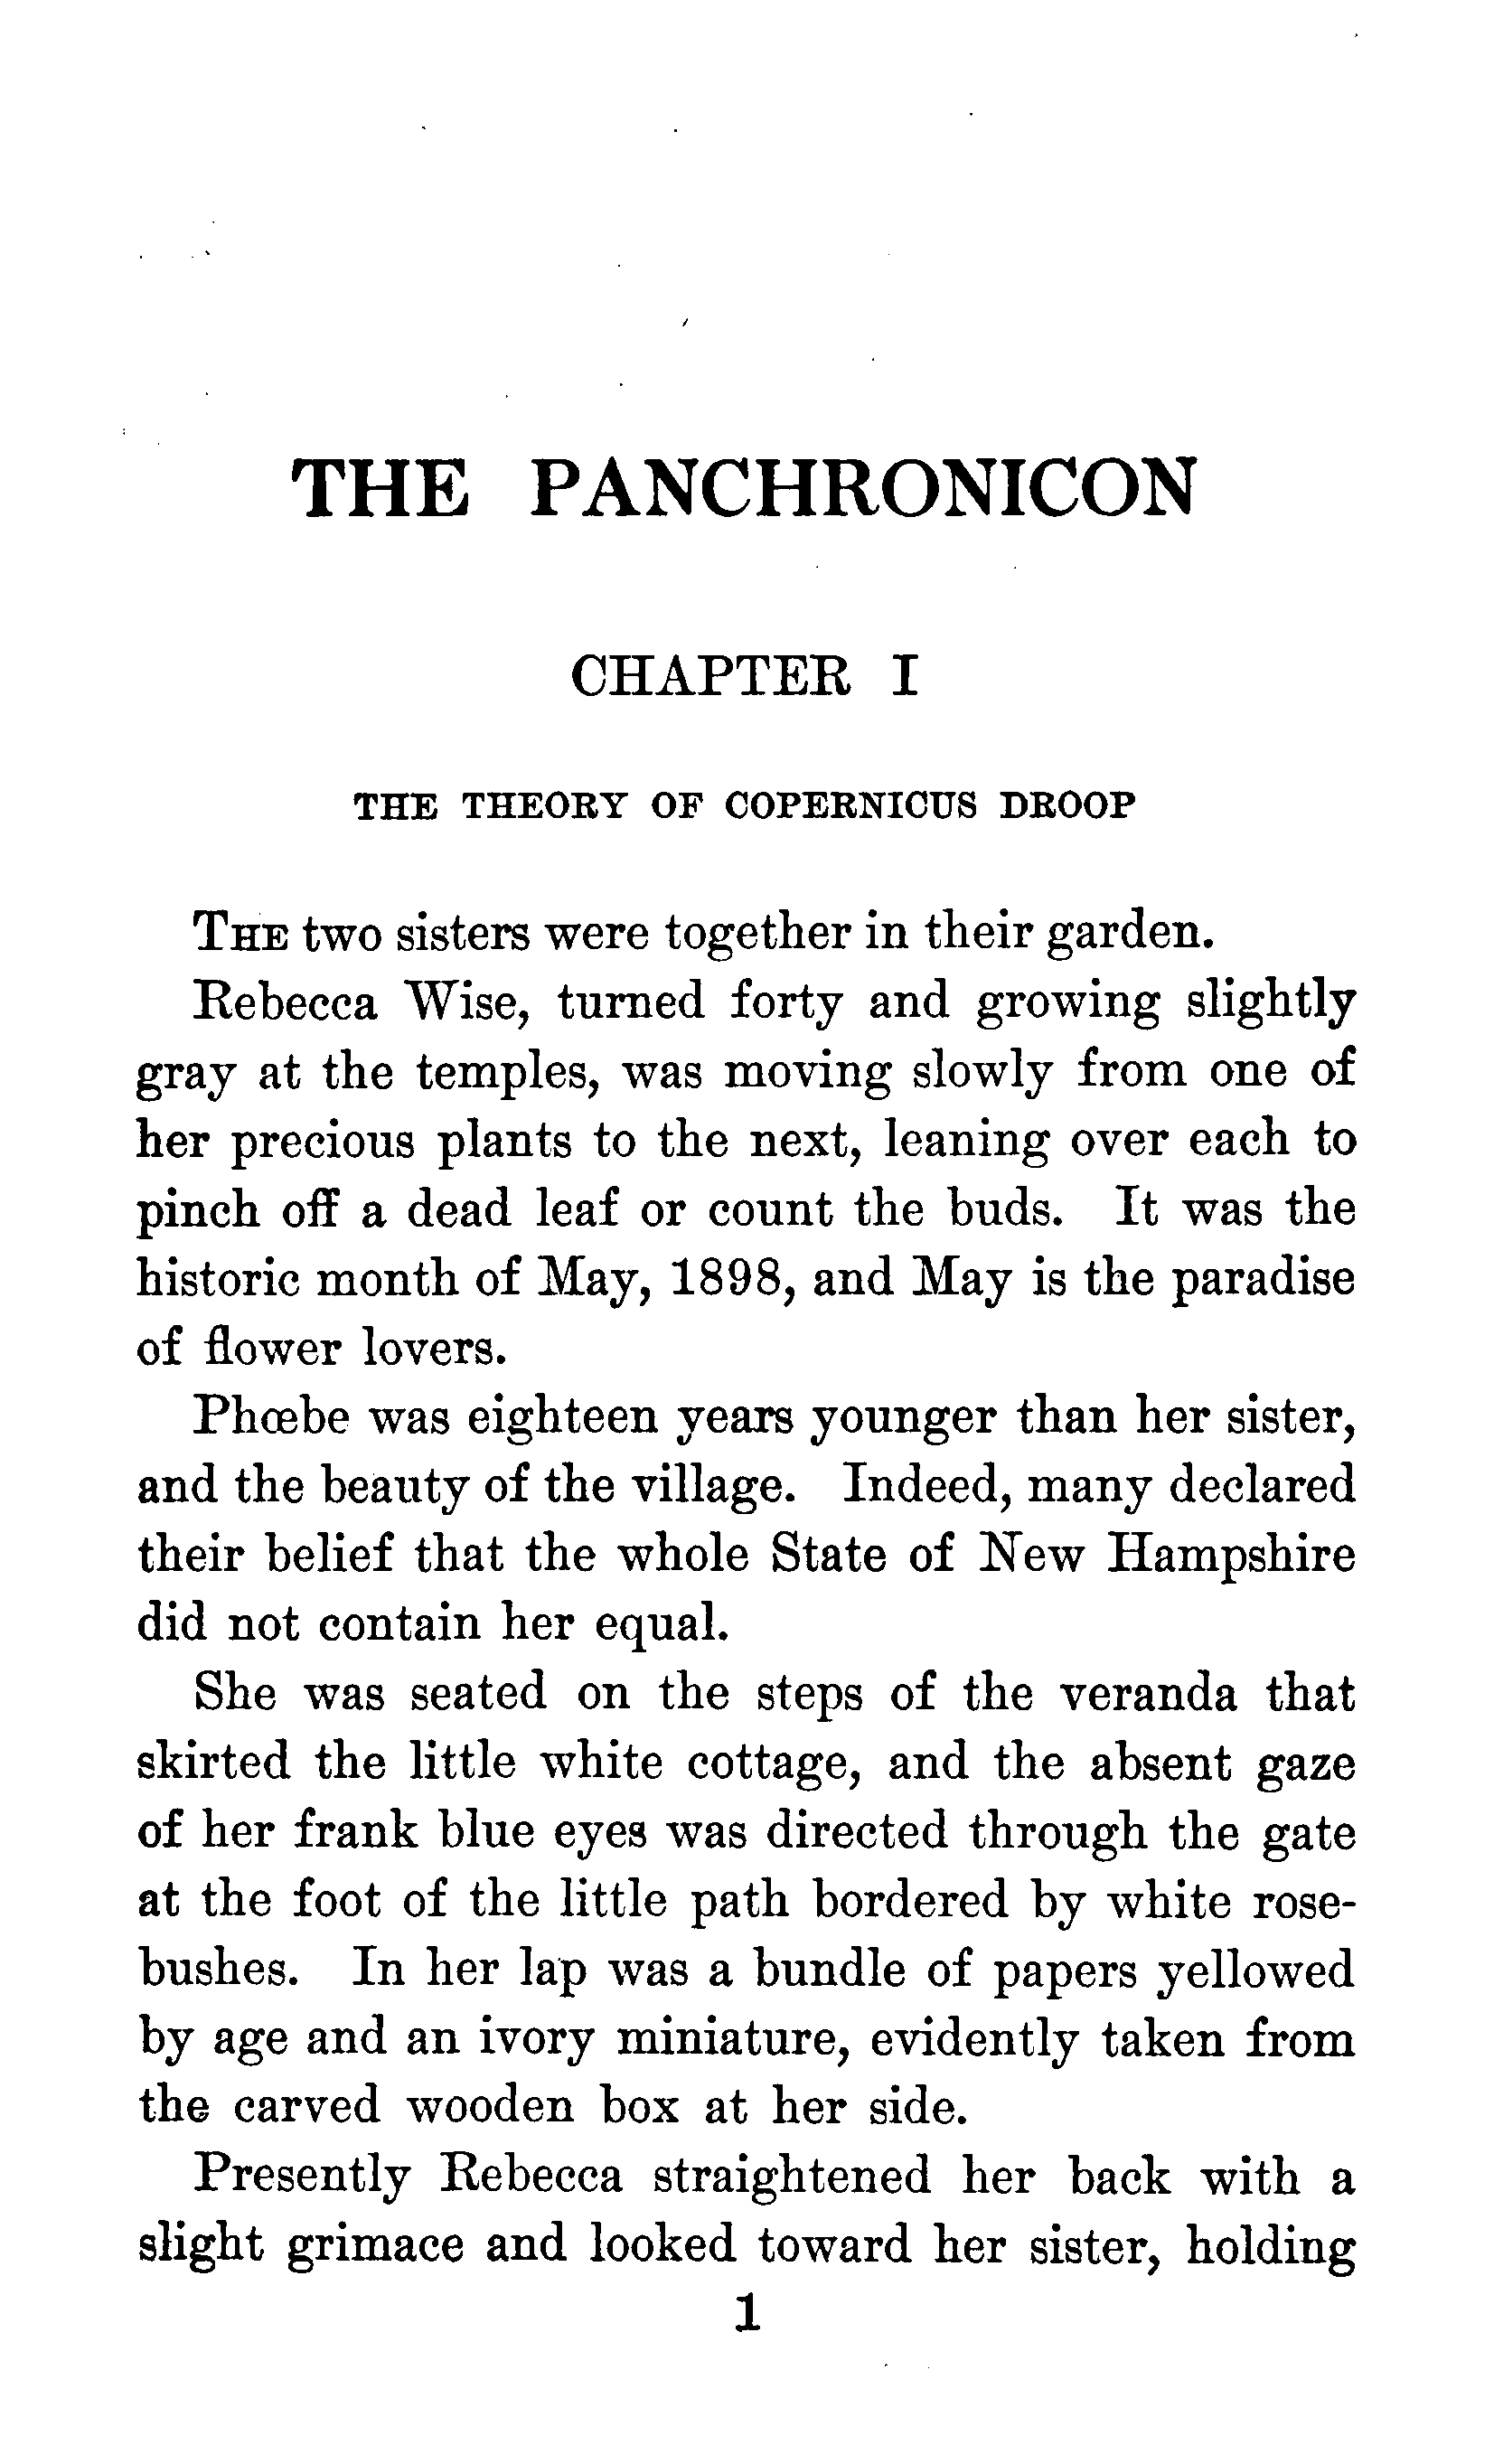 THE PANCHRONICON
CHAPTER I
THE THEORY OF COPERNICUS DROOP
THE two sisters were together in their garden.
Rebecca Wise, turned forty and growing slightly
gray at the temples, was moving slowly from one of
her precious plants to the next, leaning over each to
pinch off a dead leaf or count the buds. It was the
historic month of May, 1898, and May is the paradise
of flower lovers.
Phœbe was eighteen years younger than her sister,
and the beauty of the village. Indeed, many declared
their belief that the whole State of New Hampshire
did not contain her equal.
She was seated on the steps of the veranda that
skirted the little white cottage, and the absent gaze
of her frank blue eyes was directed through the gate
at the foot of the little path bordered by white rose-
bushes. In her lap was a bundle of papers yellowed
by age and an ivory miniature, evidently taken from
the carved wooden box at her side.
Presently Rebecca straightened her back with a
slight grimace and looked toward her sister, holding
1